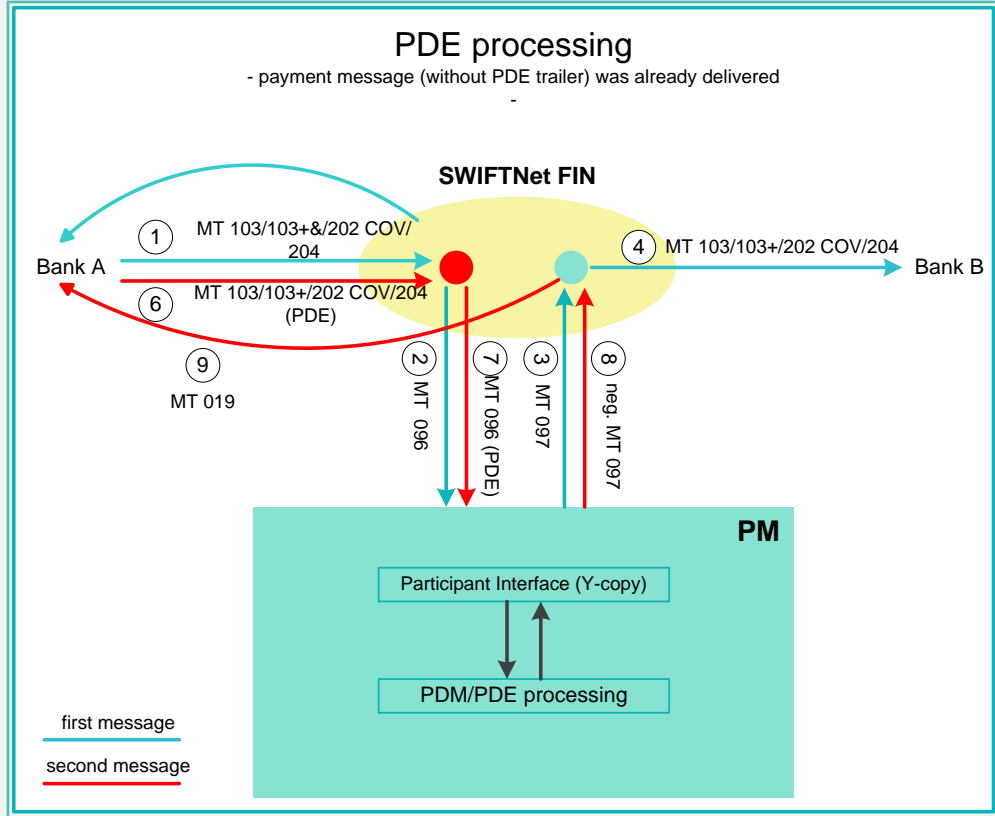 PDE processing
- payment message (without PDE trailer) was already delivered
-
SWIFTNet FIN
1
MT 103/103+&/202 COV/
204
4
MT 103/103+/202 COV/204
Bank A
Bank B
6
MT 103/103+/202 COV/204
(PDE)
9
MT 019
2 MT 096
7 MT 096 (PDE)
3 MT 097
8 neg. MT 097
PM
Participant Interface (Y-copy)
PDM/PDE processing
first message
second message